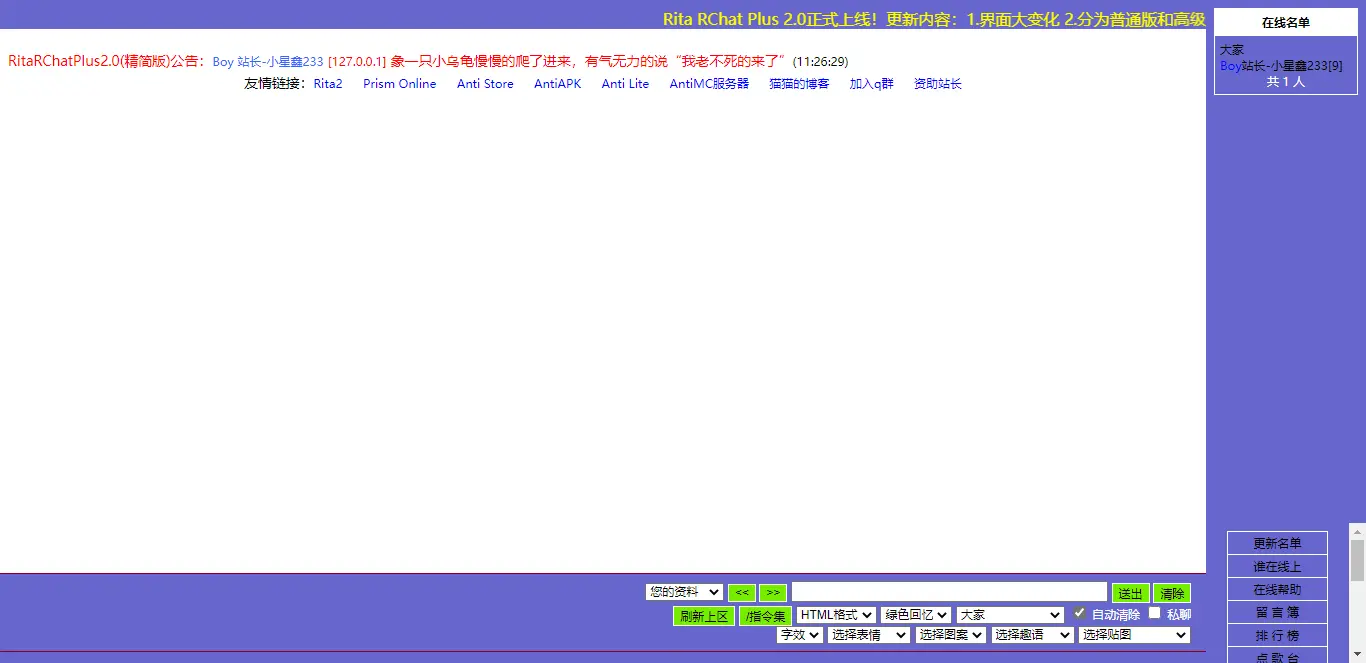 Rita RChat Plus 2.0正式上线！更新内容：1.界面大变化 2.分为普通版和高级
RitaRChatPlus2.0(精简版)公告：Boy 站长-小星鑫233 [127.0.0.1] 象一只小乌龟慢慢的爬了进来，有气无力的说“我老不死的来了”(11:26:29)
友情链接：Rita2 Prism Online Anti Store AntiAPK Anti Lite AntiMC服务器 猫猫的博客 加入q群 资助站长
在线名单
大家
Boy站长-小星鑫233[9]
共 1 人
更新名单
谁在线上
在线帮助
留 言 簿
排 行 榜
点 歌 台
您的资料 << >> 送出 清除
刷新上区 /指令集 HTML格式 绿色回忆 大家 自动清除 私聊
字效 选择表情 选择图案 选择趣语 选择贴图